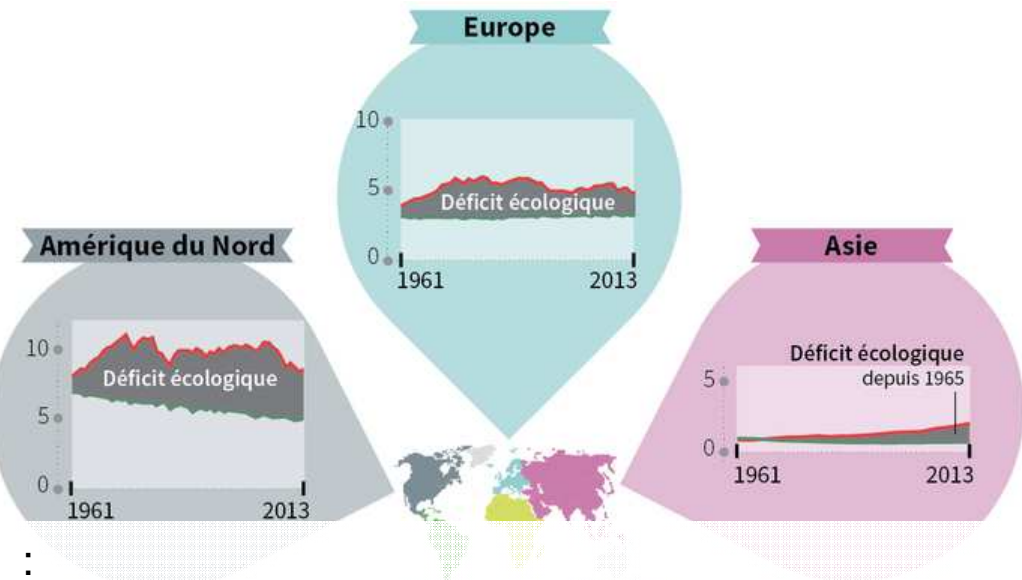 Europe
10
5
0
Déficit écologique
1961
2013
Amérique du Nord
10
5
0
Déficit écologique
1961
2013
Asie
Déficit écologique
depuis 1965
5
0
1961
2013
: